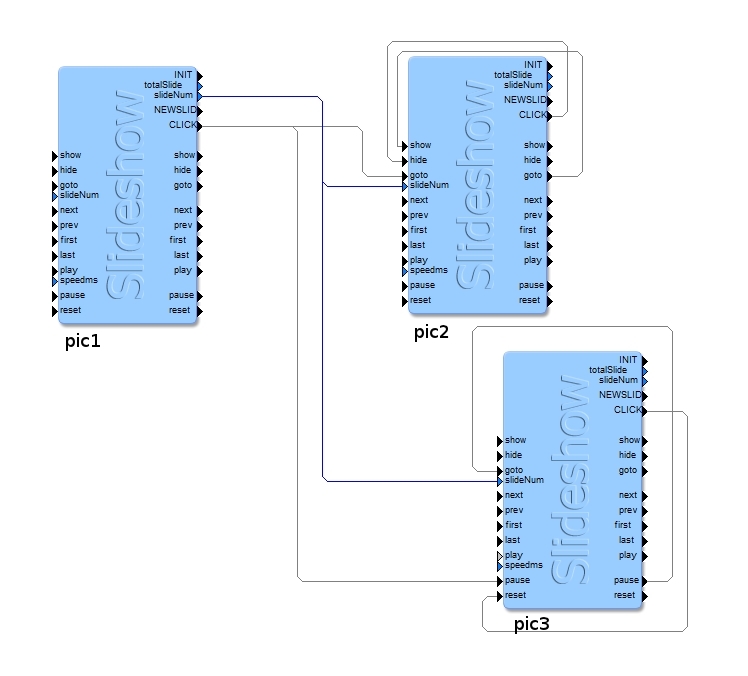 INIT
totalSlide
slideNum
NEWSLID
CLICK
show show
hide hide
goto goto
slideNum
next next
prev prev
first first
last last
play play
speedms
pause pause
reset reset
Slideshow
pic1
INIT
totalSlide
slideNum
NEWSLID
CLICK
show show
hide hide
goto goto
slideNum
next next
prev prev
first first
last last
play play
speedms
pause pause
reset reset
Slideshow
pic2
INIT
totalSlide
slideNum
NEWSLID
CLICK
show show
hide hide
goto goto
slideNum
next next
prev prev
first first
last last
play play
speedms
pause pause
reset reset
Slideshow
pic3